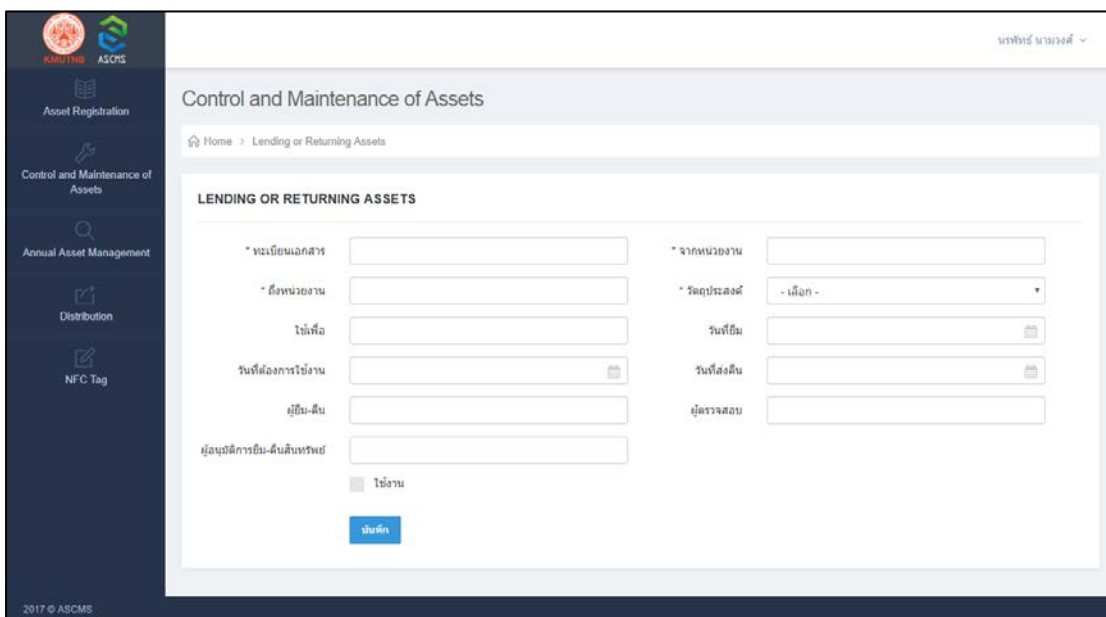 KMUTNB ASCMS
นรพัทธ์ นามวงค์
Asset Registration
Control and Maintenance of
Assets
Annual Asset Management
Distribution
NFC Tag
Control and Maintenance of Assets
Home > Lending or Returning Assets
LENDING OR RETURNING ASSETS
* ทะเบียนเอกสาร
* จากหน่วยงาน
* ถึงหน่วยงาน
* วัตถุประสงค์ - เลือก -
ใช้เพื่อ
วันที่ยืม
วันที่ต้องการใช้งาน
วันที่ส่งคืน
ผู้ยืม-คืน
ผู้ตรวจสอบ
ผู้อนุมัติการยืม-คืนสินทรัพย์
ใช้งาน
บันทึก
2017 © ASCMS